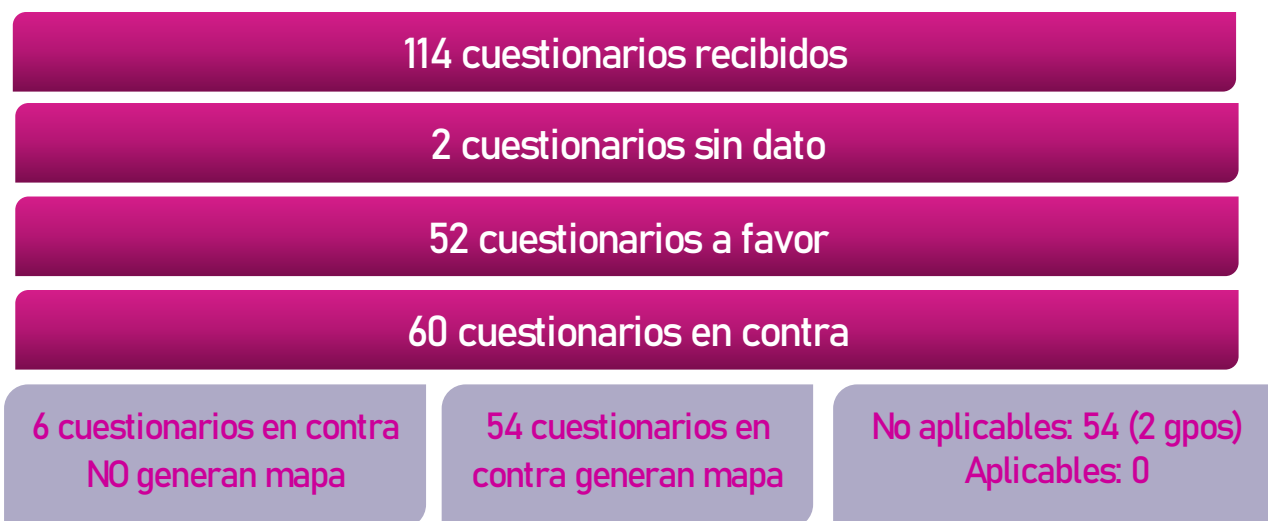 114 cuestionarios recibidos
2 cuestionarios sin dato
52 cuestionarios a favor
60 cuestionarios en contra
6 cuestionarios en contra
NO generan mapa
54 cuestionarios en
contra generan mapa
No aplicables: 54 (2 gpos)
Aplicables: 0